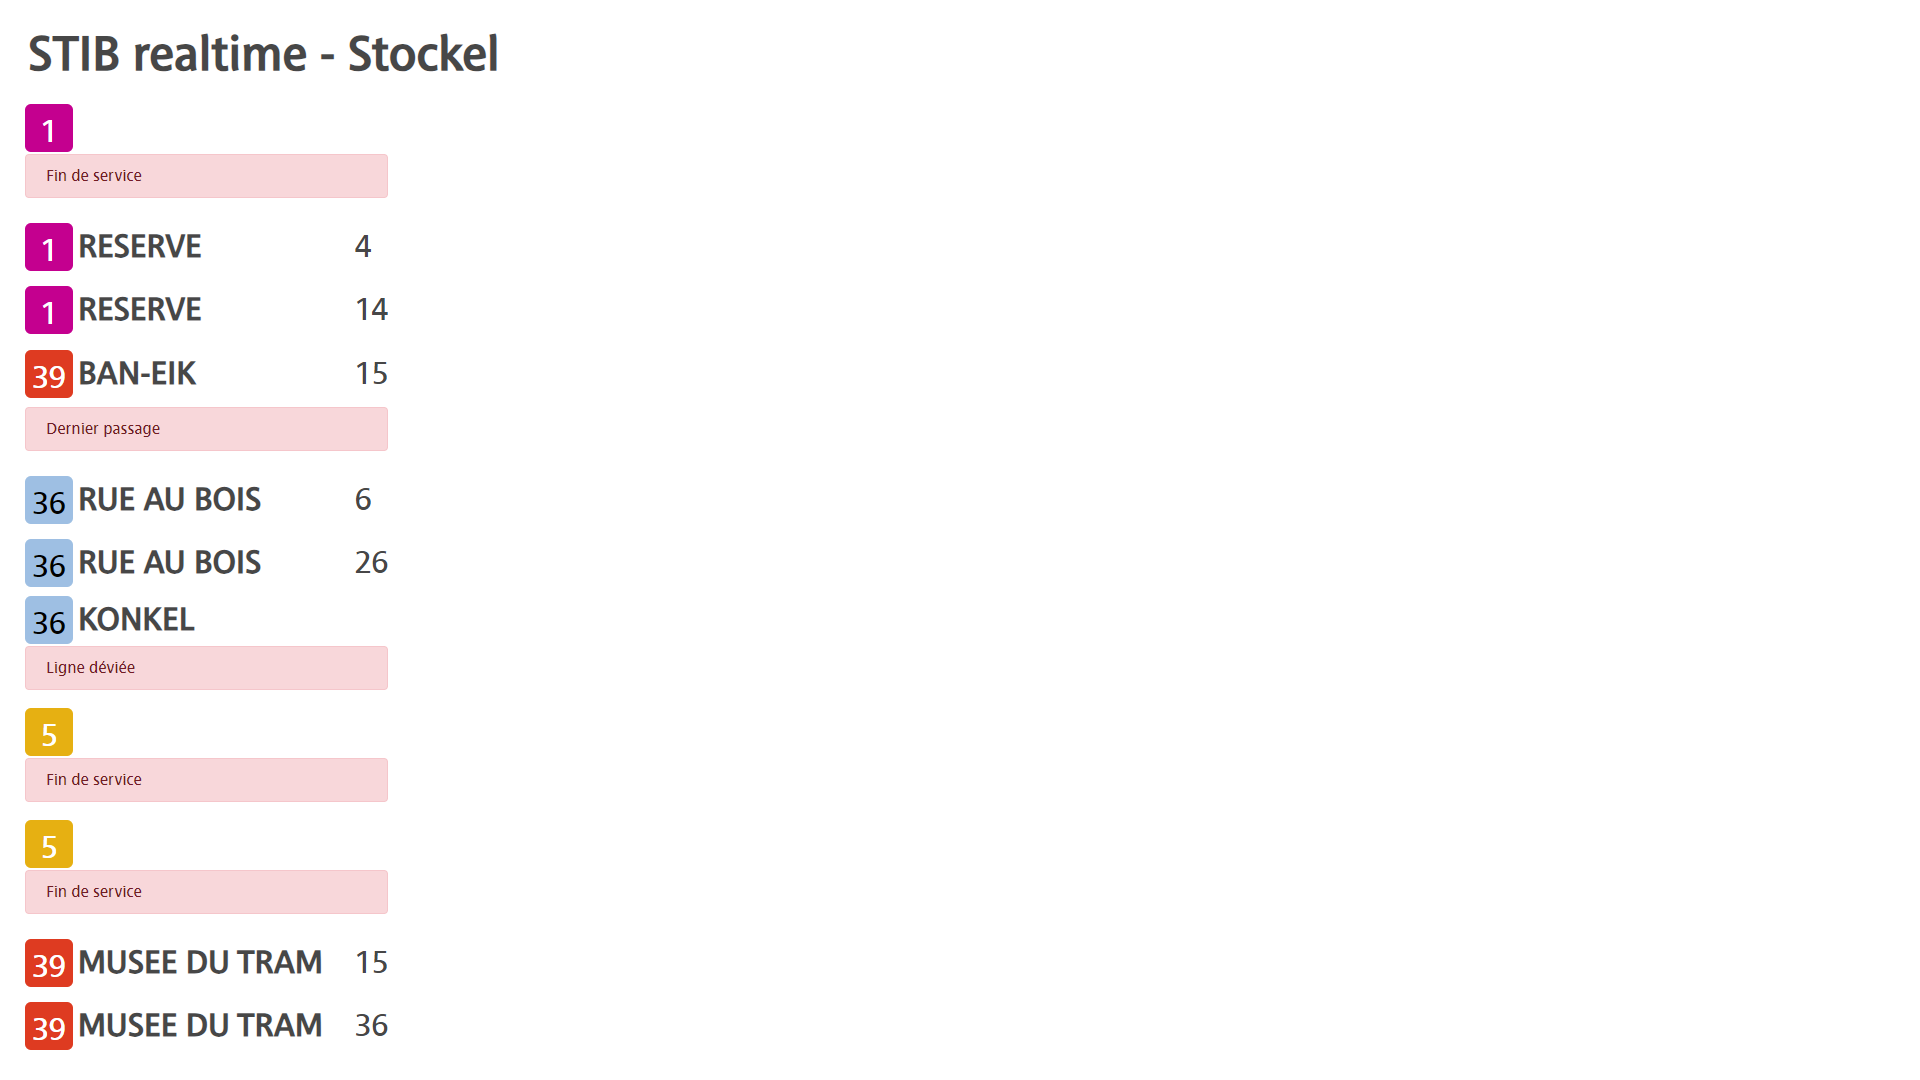 STIB realtime - Stockel
1
Fin de service
1 RESERVE 4
1 RESERVE 14
39 BAN-EIK 15
Dernier passage
36 RUE AU BOIS 6
36 RUE AU BOIS 26
36 KONKEL
Ligne déviée
5
Fin de service
5
Fin de service
39 MUSEE DU TRAM 15
39 MUSEE DU TRAM 36